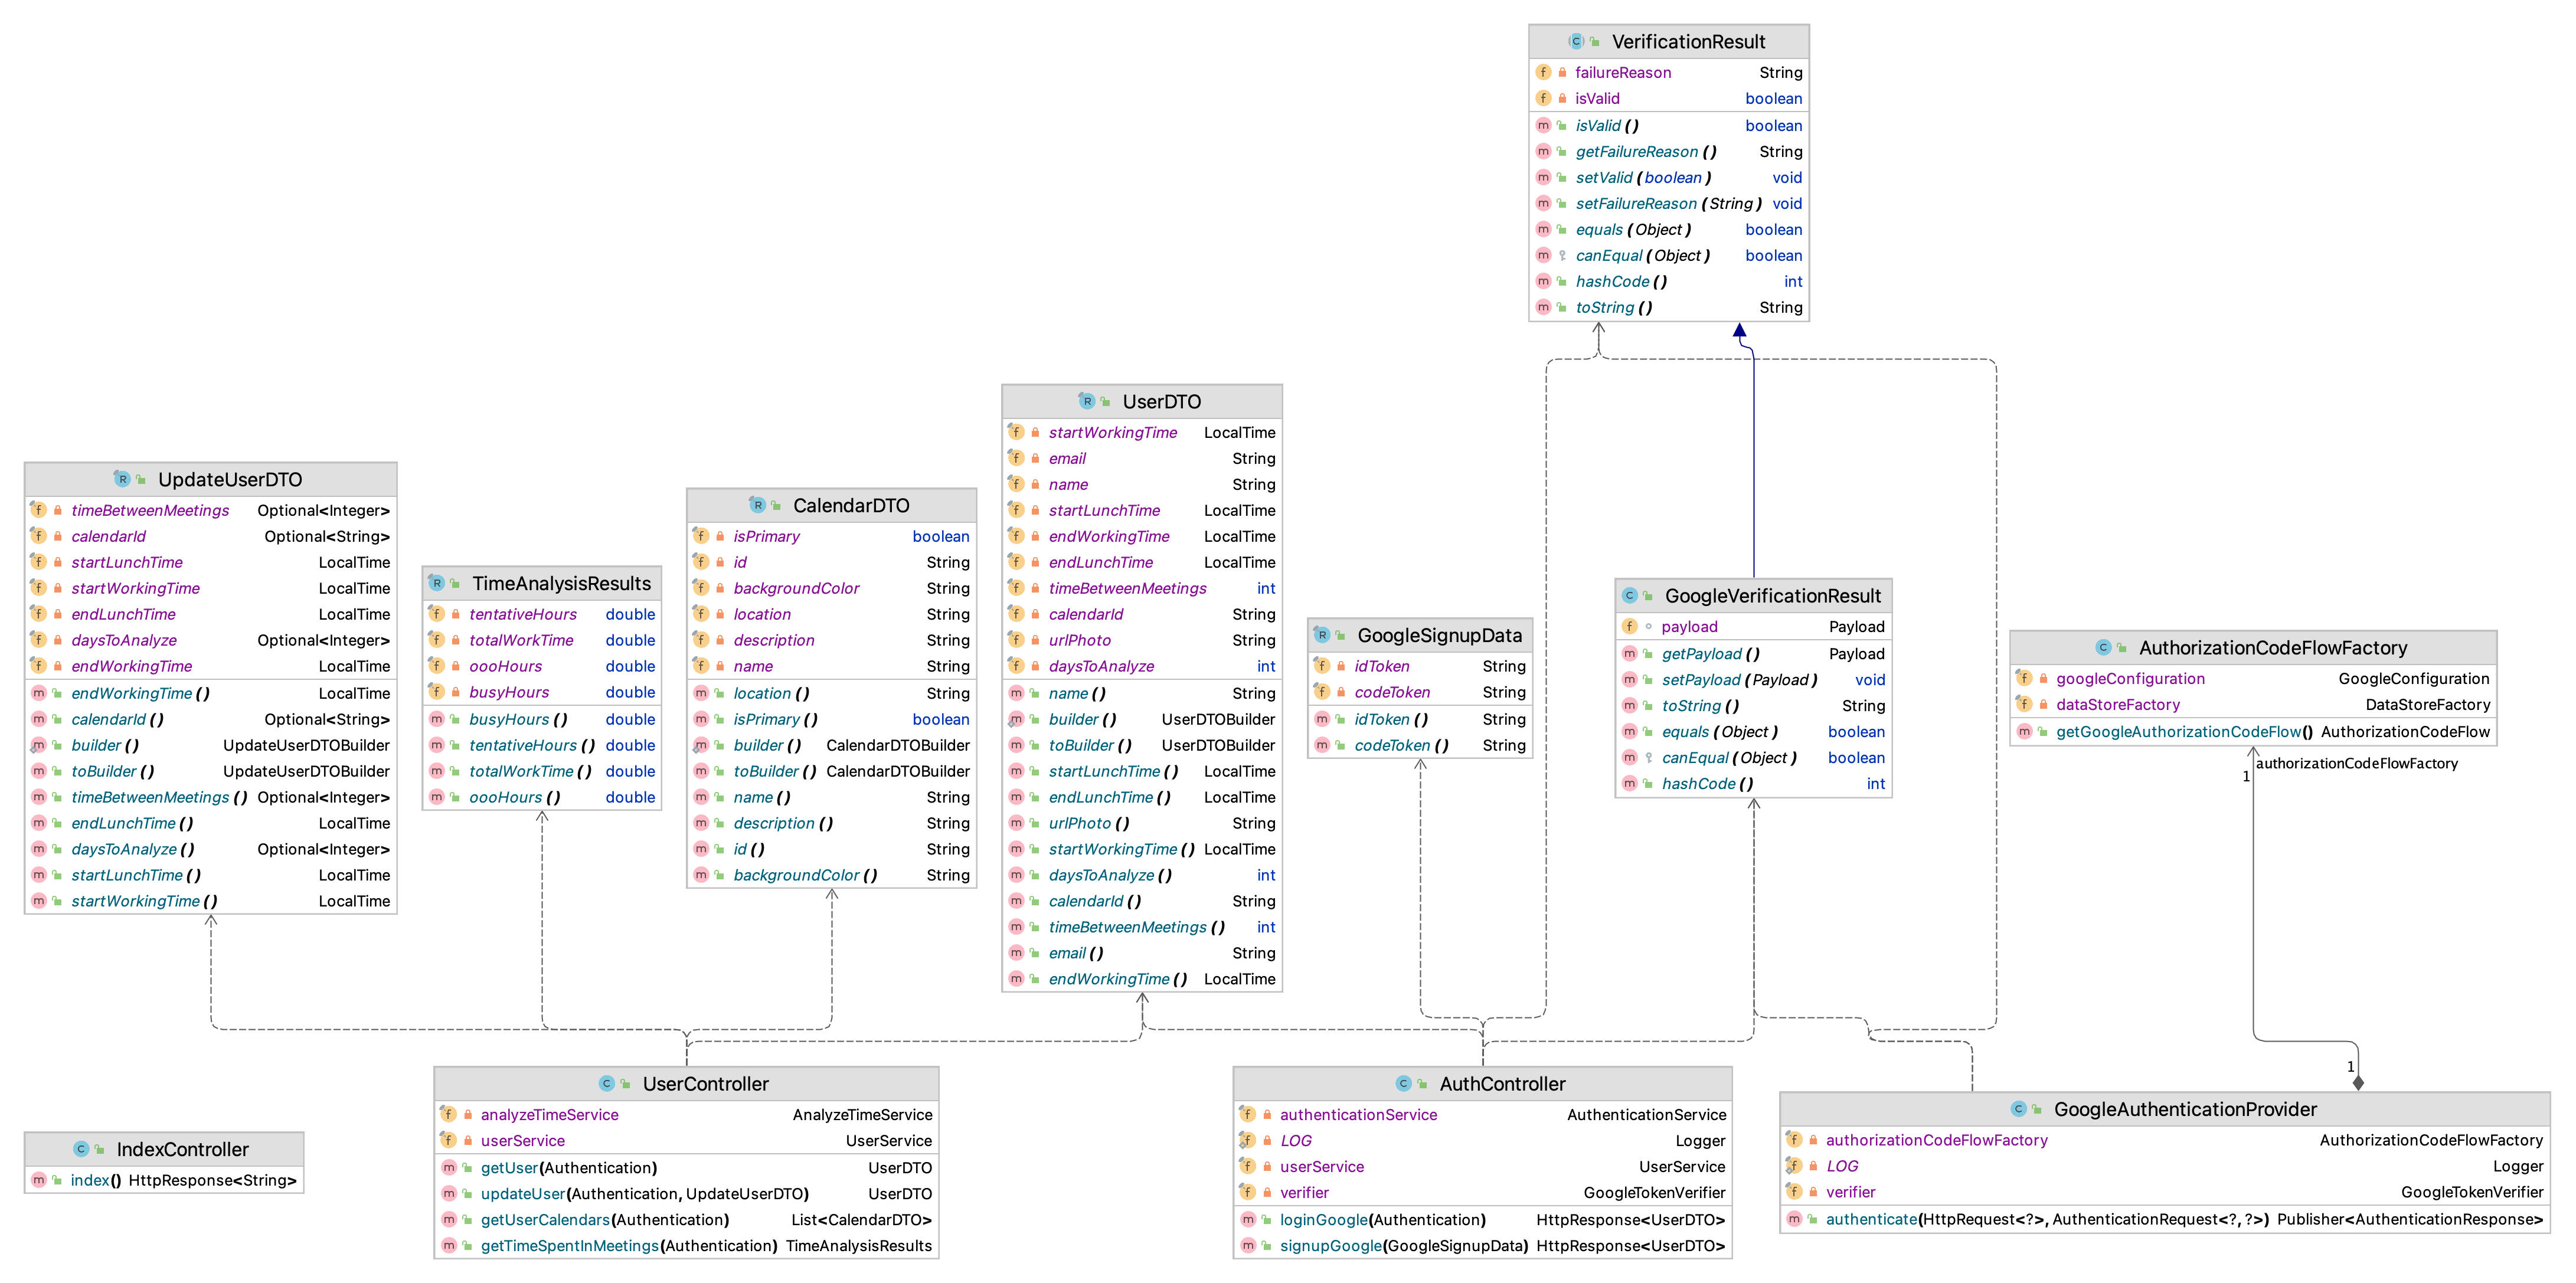 VerificationResult
failureReason String
isValid boolean
isValid () boolean
getFailureReason () String
setValid (boolean ) void
setFailureReason (String ) void
equals (Object ) boolean
canEqual (Object ) boolean
hashCode () int
toString () String
UpdateUserDTO
timeBetweenMeetings Optional<Integer>
calendarId Optional<String>
startLunchTime LocalTime
startWorkingTime LocalTime
endLunchTime LocalTime
daysToAnalyze Optional<Integer>
endWorkingTime LocalTime
endWorkingTime () LocalTime
calendarId () Optional<String>
builder () UpdateUserDTOBuilder
toBuilder () UpdateUserDTOBuilder
timeBetweenMeetings () Optional<Integer>
endLunchTime () LocalTime
daysToAnalyze () Optional<Integer>
startLunchTime () LocalTime
startWorkingTime () LocalTime
TimeAnalysisResults
tentativeHours double
totalWorkTime double
oooHours double
busyHours double
busyHours () double
tentativeHours () double
totalWorkTime () double
oooHours () double
CalendarDTO
isPrimary boolean
id String
backgroundColor String
location String
description String
name String
location () String
isPrimary () boolean
builder () CalendarDTOBuilder
toBuilder () CalendarDTOBuilder
name () String
description () String
id () String
backgroundColor () String
UserDTO
startWorkingTime LocalTime
email String
name String
startLunchTime LocalTime
endWorkingTime LocalTime
endLunchTime LocalTime
timeBetweenMeetings int
calendarId String
urlPhoto String
daysToAnalyze int
name () String
builder () UserDTOBuilder
toBuilder () UserDTOBuilder
startLunchTime () LocalTime
endLunchTime () LocalTime
urlPhoto () String
startWorkingTime () LocalTime
daysToAnalyze () int
calendarId () String
timeBetweenMeetings () int
email () String
endWorkingTime () LocalTime
GoogleSignupData
idToken String
codeToken String
idToken () String
codeToken () String
GoogleVerificationResult
payload Payload
getPayload () Payload
setPayload (Payload ) void
toString () String
equals (Object ) boolean
canEqual (Object ) boolean
hashCode () int
AuthorizationCodeFlowFactory
googleConfiguration GoogleConfiguration
dataStoreFactory DataStoreFactory
getGoogleAuthorizationCodeFlow() AuthorizationCodeFlow
authorizationCodeFlowFactory
1
1
IndexController
index() HttpResponse<String>
UserController
analyzeTimeService AnalyzeTimeService
userService UserService
getUser(Authentication) UserDTO
updateUser(Authentication, UpdateUserDTO) UserDTO
getUserCalendars(Authentication) List<CalendarDTO>
getTimeSpentInMeetings(Authentication) TimeAnalysisResults
AuthController
authenticationService AuthenticationService
LOG Logger
userService UserService
verifier GoogleTokenVerifier
loginGoogle(Authentication) HttpResponse<UserDTO>
signupGoogle(GoogleSignupData) HttpResponse<UserDTO>
GoogleAuthenticationProvider
authorizationCodeFlowFactory AuthorizationCodeFlowFactory
LOG Logger
verifier GoogleTokenVerifier
authenticate(HttpRequest<?>, AuthenticationRequest<?, ?>) Publisher<AuthenticationResponse>